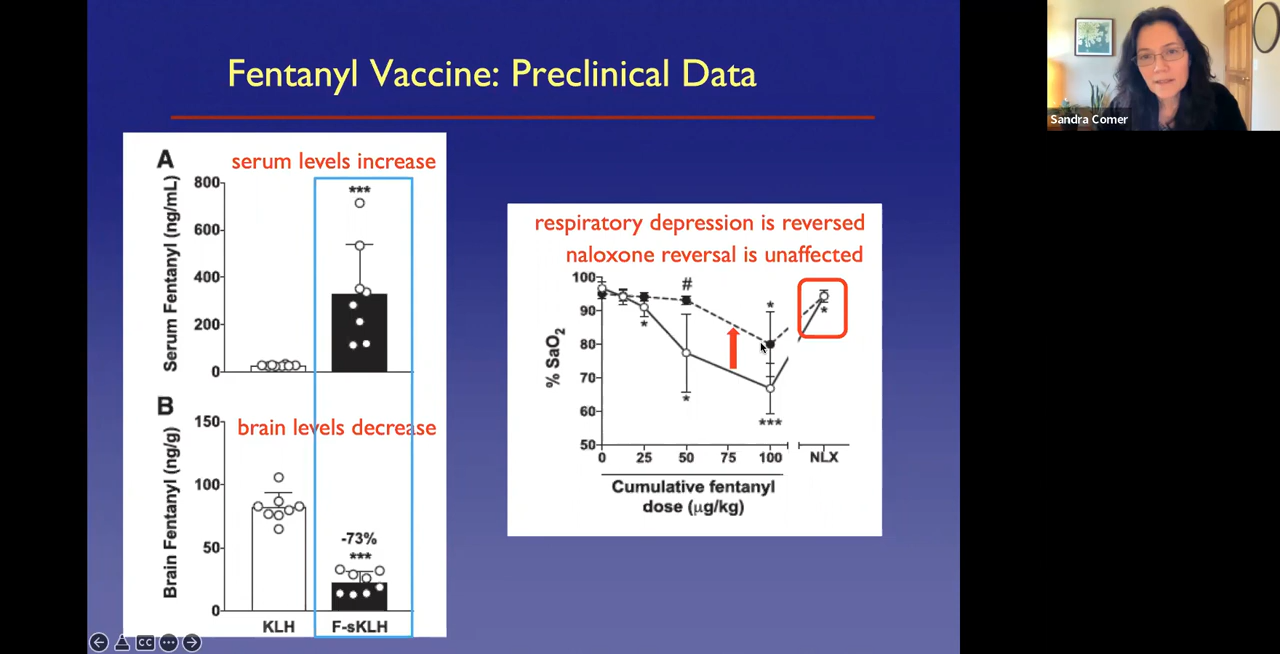 Fentanyl Vaccine: Preclinical Data
Sandra Comer
A
serum levels increase
Serum Fentanyl (ng/mL)
800
600
400
200
0
***
B
brain levels decrease
Brain Fentanyl (ng/g)
150
100
50
0
-73%
***
KLH
F-sKLH
respiratory depression is reversed
naloxone reversal is unaffected
% SaO2
100
90
80
70
60
50
#
*
*
*
*
***
0
25
50
75
100
NLX
Cumulative fentanyl
dose (µg/kg)
CC